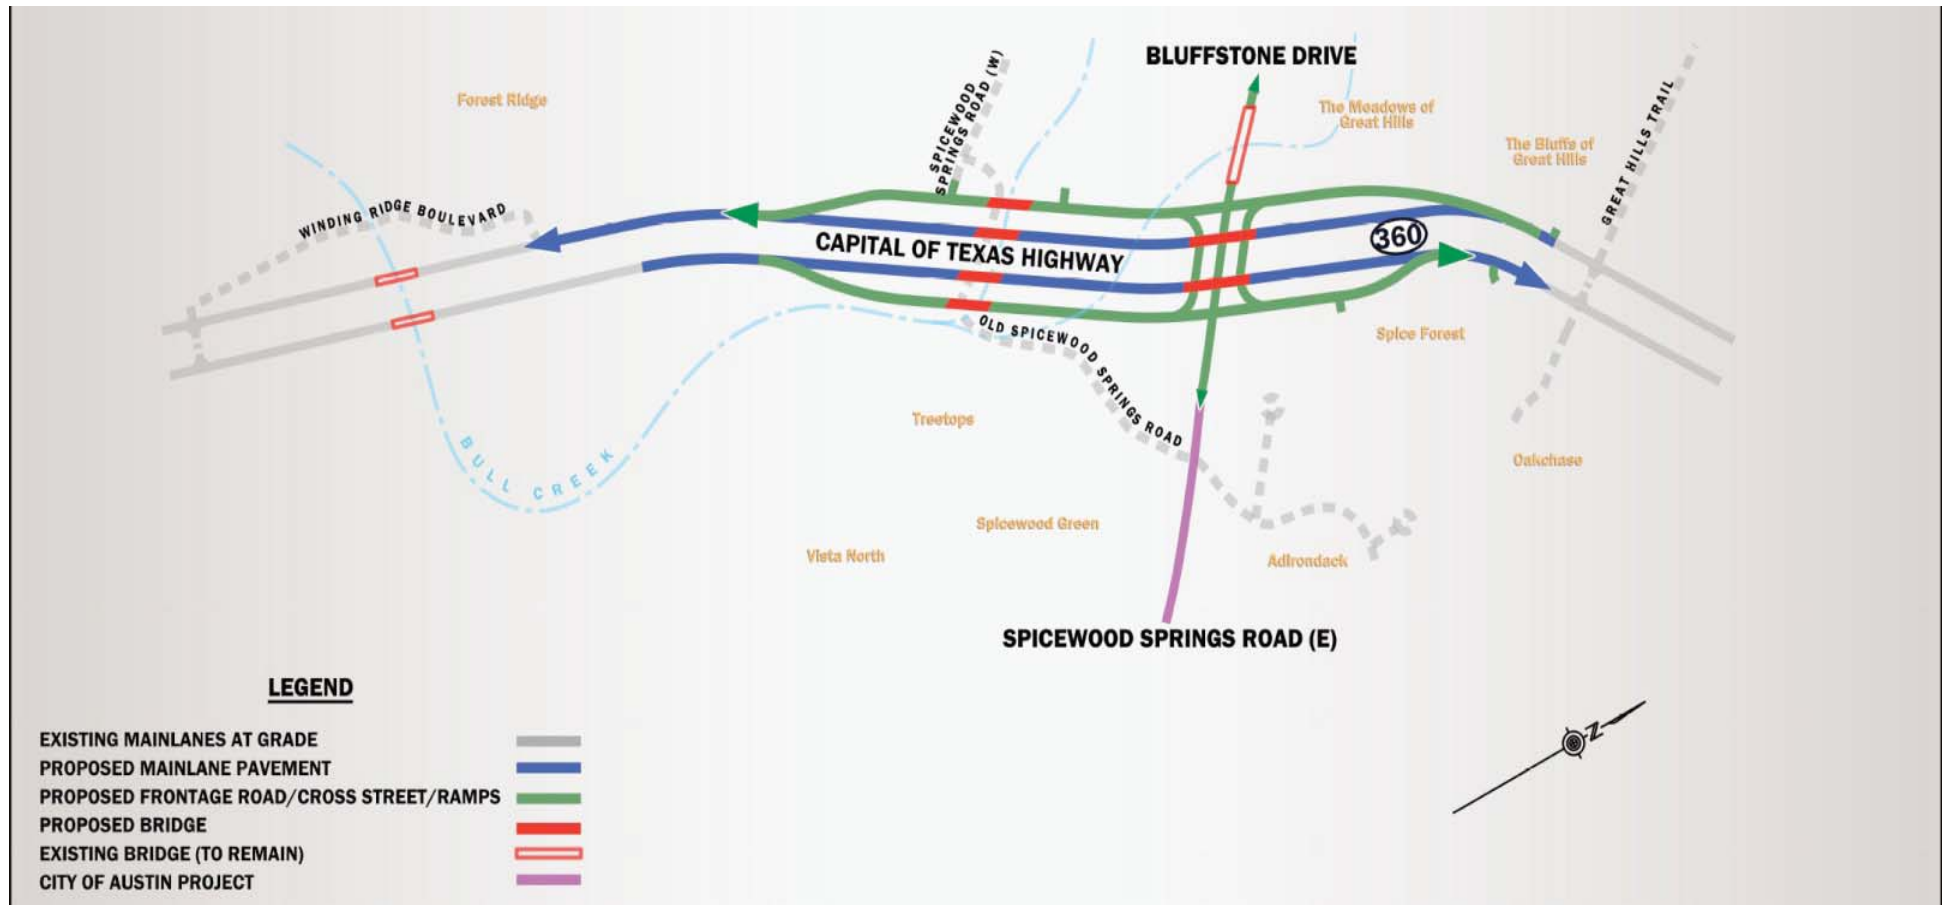 BLUFFSTONE DRIVE
Forest Ridge
SPICEWOOD
SPRINGS ROAD (W)
The Meadows of
Great Hills
The Bluffs of
Great Hills
GREAT HILLS TRAIL
WINDING RIDGE BOULEVARD
CAPITAL OF TEXAS HIGHWAY
360
OLD SPICEWOOD SPRINGS ROAD
Spice Forest
Treetops
BULL CREEK
Oakchase
Spicewood Green
Vista North
Adirondack
SPICEWOOD SPRINGS ROAD (E)
LEGEND
EXISTING MAINLANES AT GRADE
PROPOSED MAINLANE PAVEMENT
PROPOSED FRONTAGE ROAD/CROSS STREET/RAMPS
PROPOSED BRIDGE
EXISTING BRIDGE (TO REMAIN)
CITY OF AUSTIN PROJECT
N